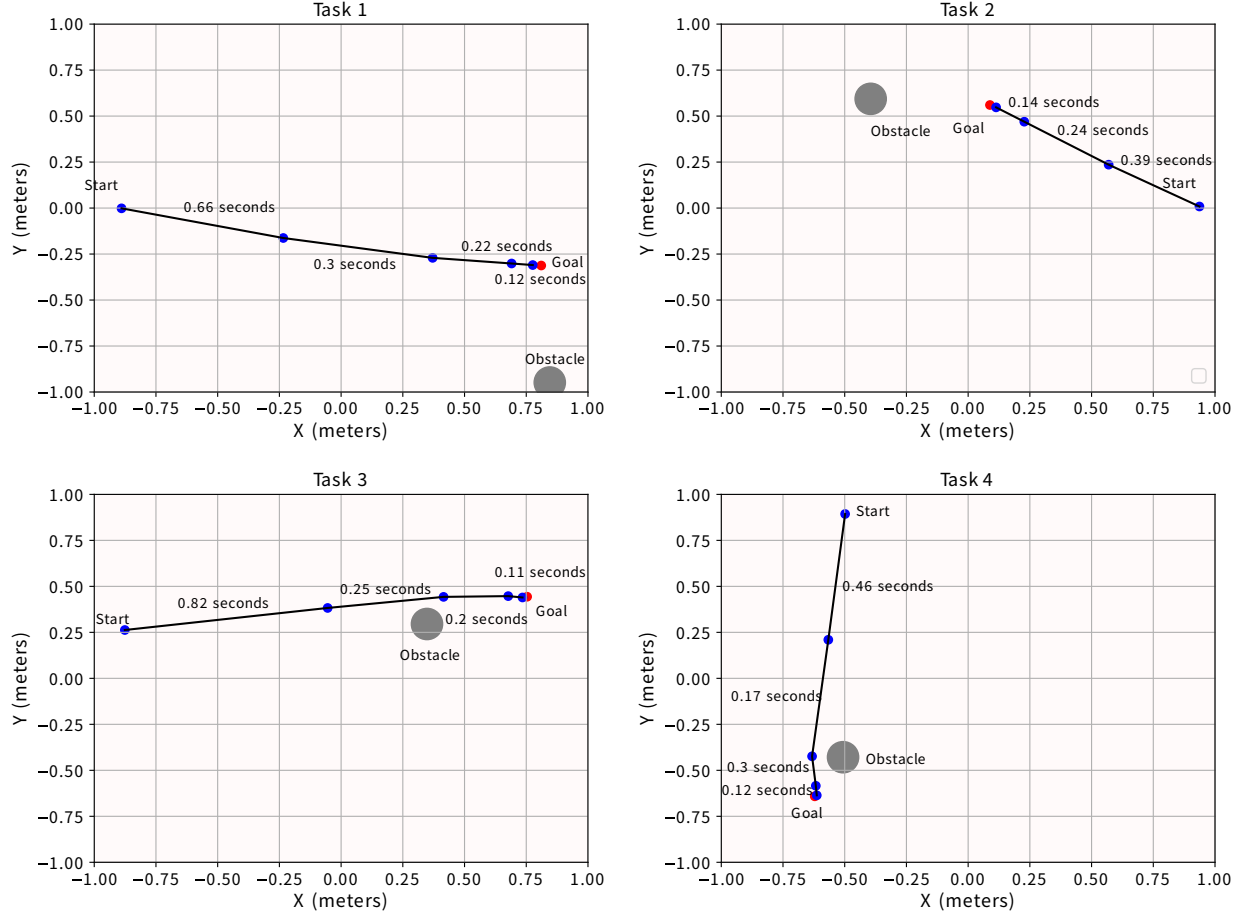 Task 1
1.00
0.75
0.50
0.25
0.00
−0.25
−0.50
−0.75
−1.00
Y (meters)
Start
0.66 seconds
0.3 seconds
0.22 seconds
Goal
0.12 seconds
Obstacle
−1.00 −0.75 −0.50 −0.25 0.00 0.25 0.50 0.75 1.00
X (meters)
Task 2
1.00
0.75
0.50
0.25
0.00
−0.25
−0.50
−0.75
−1.00
Y (meters)
Obstacle
Goal
0.14 seconds
0.24 seconds
0.39 seconds
Start
−1.00 −0.75 −0.50 −0.25 0.00 0.25 0.50 0.75 1.00
X (meters)
Task 3
1.00
0.75
0.50
0.25
0.00
−0.25
−0.50
−0.75
−1.00
Y (meters)
Start
0.82 seconds
0.25 seconds
0.11 seconds
Goal
0.2 seconds
Obstacle
−1.00 −0.75 −0.50 −0.25 0.00 0.25 0.50 0.75 1.00
X (meters)
Task 4
1.00
0.75
0.50
0.25
0.00
−0.25
−0.50
−0.75
−1.00
Y (meters)
Start
0.46 seconds
0.17 seconds
Obstacle
0.3 seconds
0.12 seconds
Goal
−1.00 −0.75 −0.50 −0.25 0.00 0.25 0.50 0.75 1.00
X (meters)